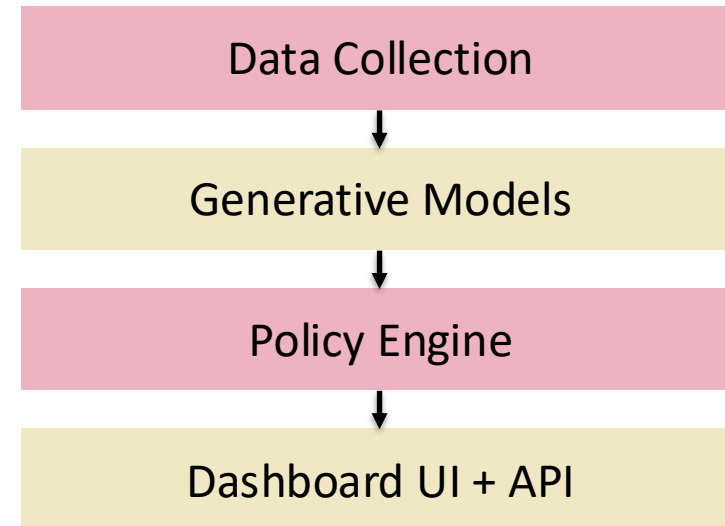 Data Collection
Generative Models
Policy Engine
Dashboard UI + API